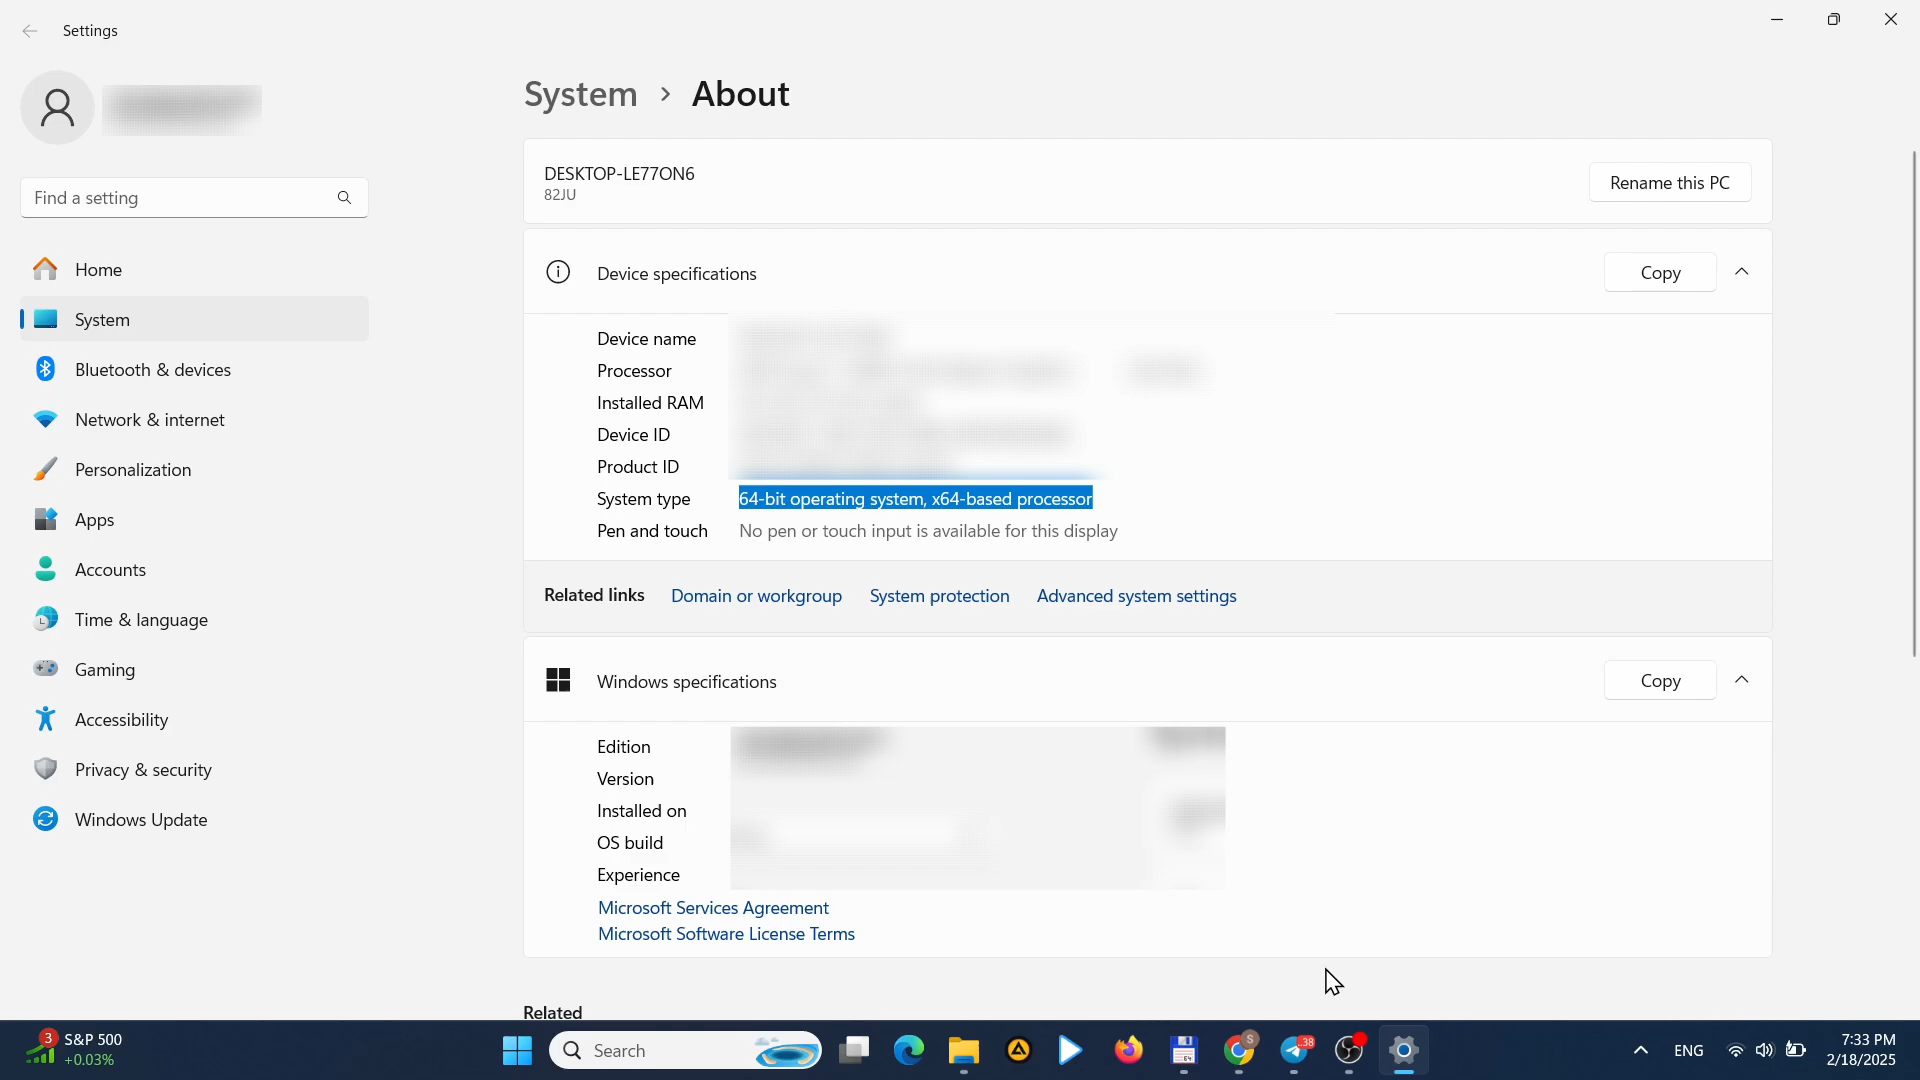 Settings
System > About
DESKTOP-LE77ON6
82JU
Rename this PC
Find a setting
Home
System
Bluetooth & devices
Network & internet
Personalization
Apps
Accounts
Time & language
Gaming
Accessibility
Privacy & security
Windows Update
Device specifications
Copy
Device name
Processor
Installed RAM
Device ID
Product ID
System type 64-bit operating system, x64-based processor
Pen and touch No pen or touch input is available for this display
Related links Domain or workgroup System protection Advanced system settings
Windows specifications
Copy
Edition
Version
Installed on
OS build
Experience
Microsoft Services Agreement
Microsoft Software License Terms
Related
3
S&P 500
+0.03%
Search
64
S
38
ENG
7:33 PM
2/18/2025